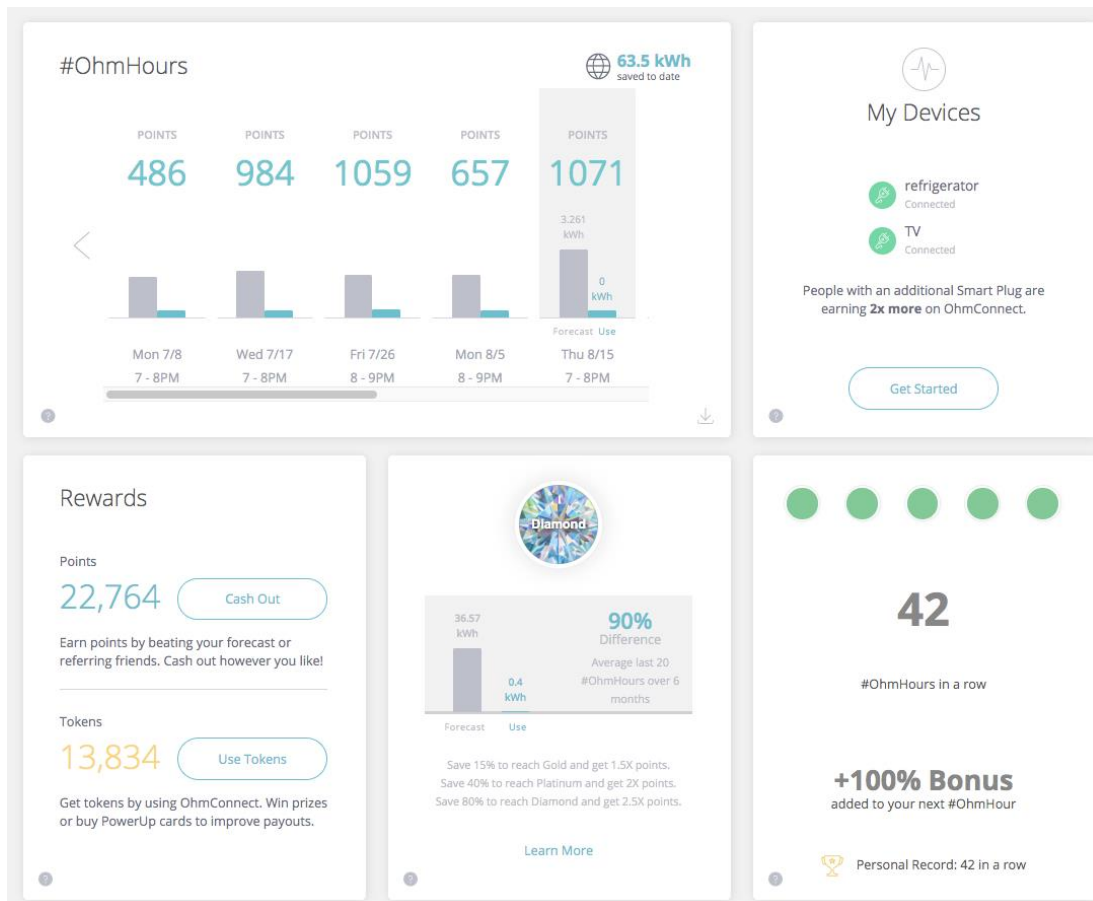 #OhmHours
63.5 kWh
saved to date
POINTS POINTS POINTS POINTS POINTS
486 984 1059 657 1071
3.261
kWh
0
kWh
Forecast Use
Mon 7/8 Wed 7/17 Fri 7/26 Mon 8/5 Thu 8/15
7 - 8PM 7 - 8PM 8 - 9PM 8 - 9PM 7 - 8PM
?
My Devices
refrigerator
Connected
TV
Connected
People with an additional Smart Plug are
earning 2x more on OhmConnect.
Get Started
?
Rewards
Points
22,764 Cash Out
Earn points by beating your forecast or
referring friends. Cash out however you like!
Tokens
13,834 Use Tokens
Get tokens by using OhmConnect. Win prizes
or buy PowerUp cards to improve payouts.
?
Diamond
36.57
kWh
0.4
kWh
Forecast Use
90%
Difference
Average last 20
#OhmHours over 6
months
Save 15% to reach Gold and get 1.5X points.
Save 40% to reach Platinum and get 2X points.
Save 80% to reach Diamond and get 2.5X points.
Learn More
?
42
#OhmHours in a row
+100% Bonus
added to your next #OhmHour
Personal Record: 42 in a row
?